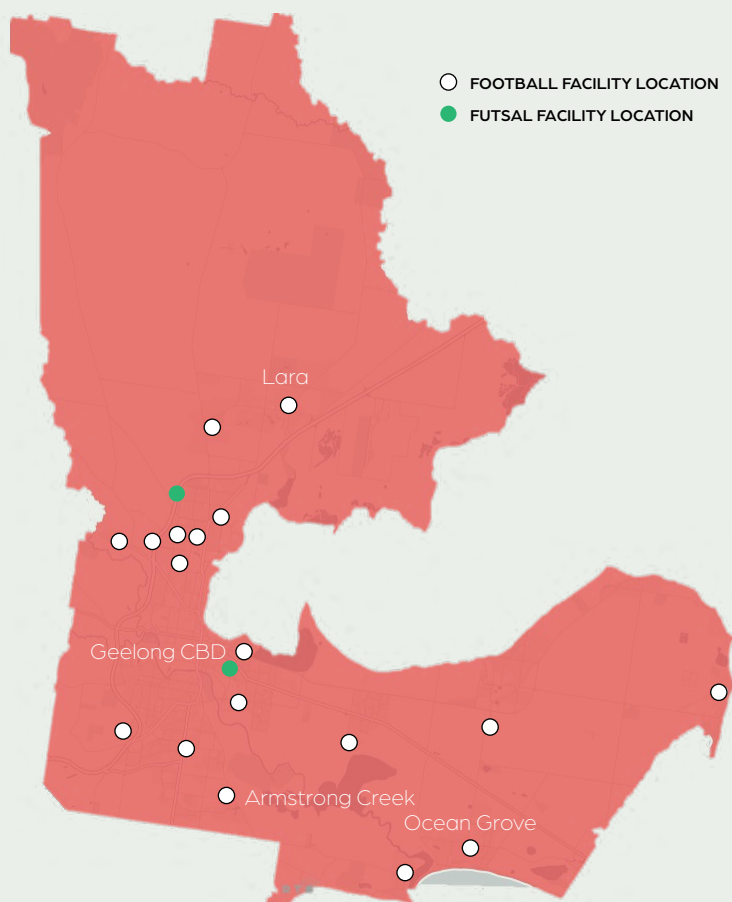 FOOTBALL FACILITY LOCATION
FUTSAL FACILITY LOCATION
Lara
Geelong CBD
Armstrong Creek
Ocean Grove